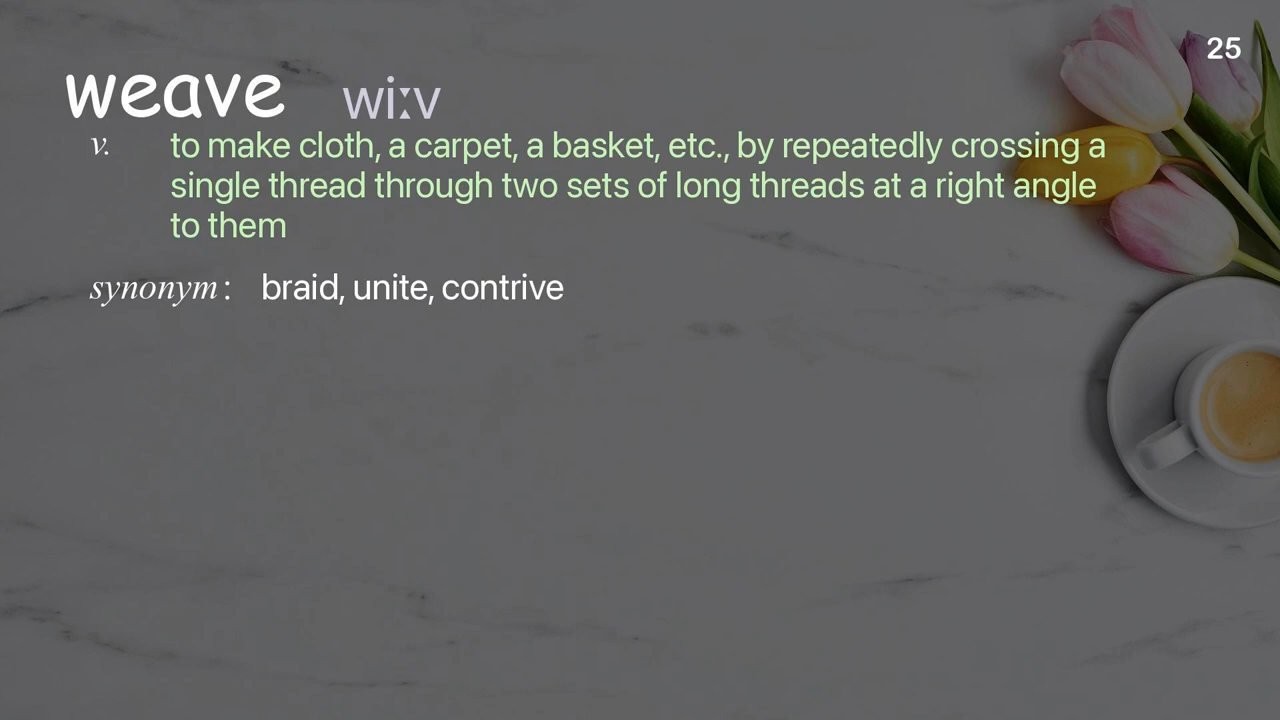 25
weave wiːv
v. to make cloth, a carpet, a basket, etc., by repeatedly crossing a
single thread through two sets of long threads at a right angle
to them
synonym: braid, unite, contrive